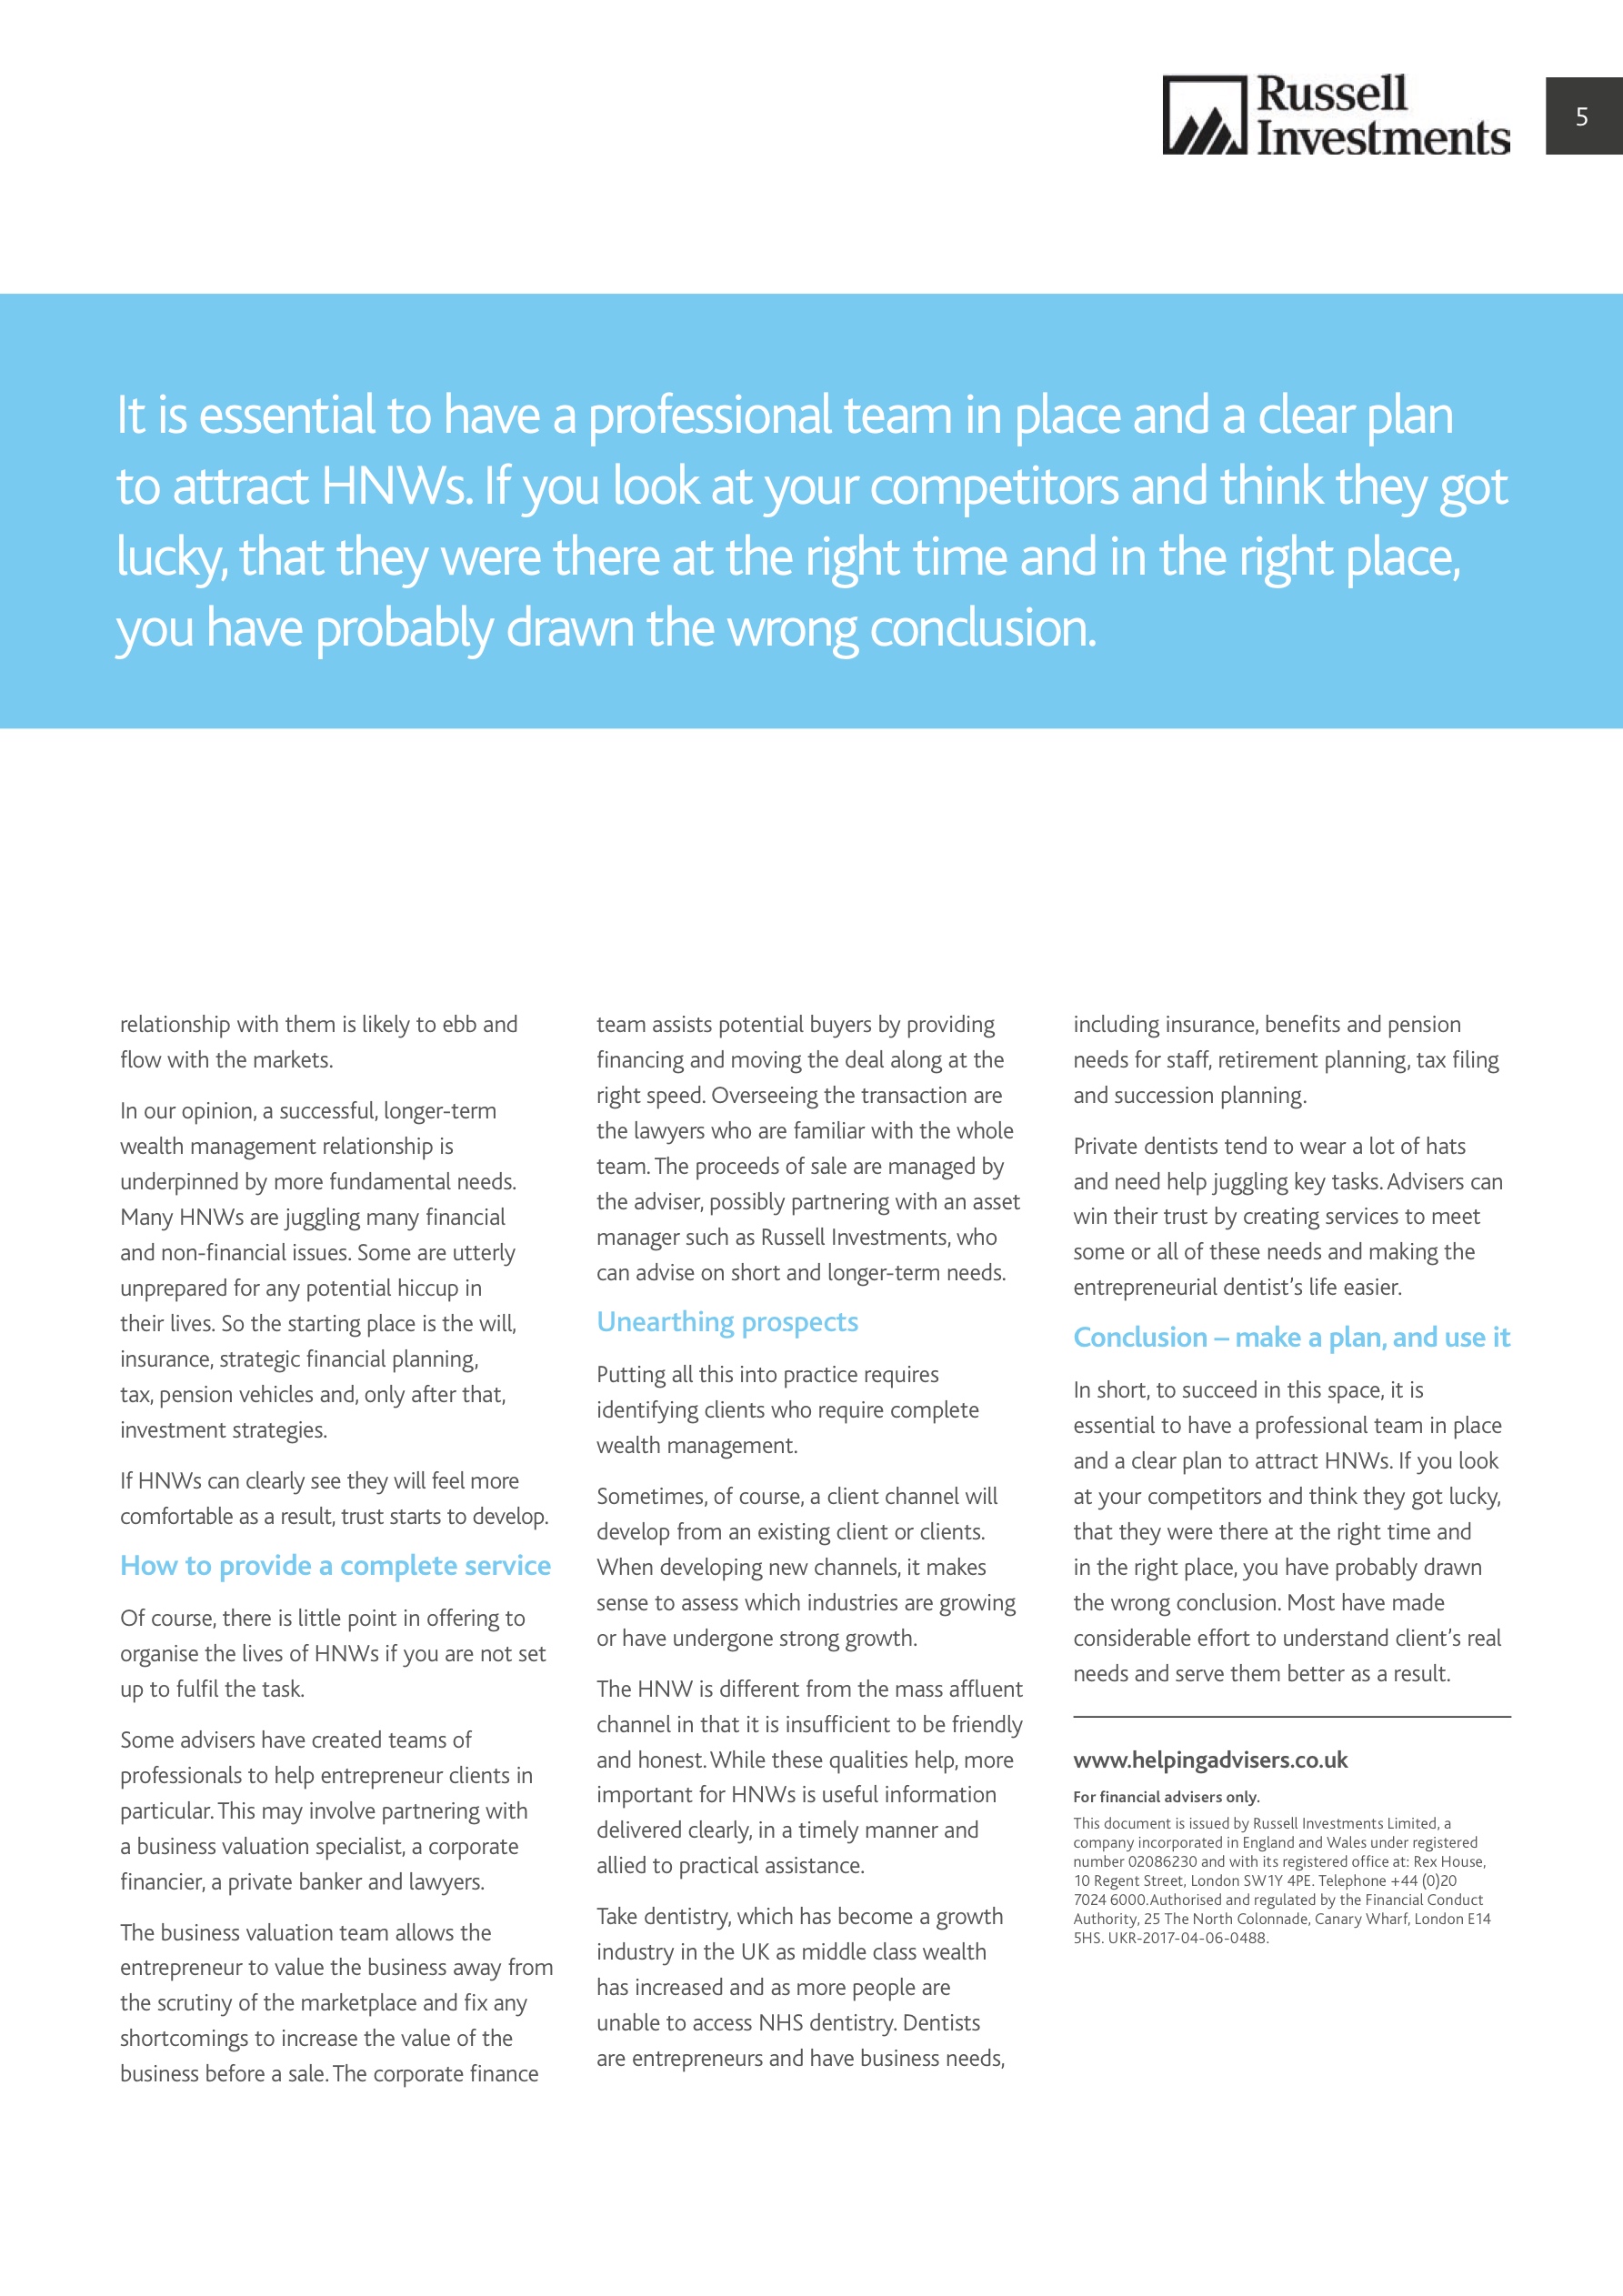 Russell
Investments
5
It is essential to have a professional team in place and a clear plan
to attract HNWs. If you look at your competitors and think they got
lucky, that they were there at the right time and in the right place,
you have probably drawn the wrong conclusion.
relationship with them is likely to ebb and
flow with the markets.
In our opinion, a successful, longer-term
wealth management relationship is
underpinned by more fundamental needs.
Many HNWs are juggling many financial
and non-financial issues. Some are utterly
unprepared for any potential hiccup in
their lives. So the starting place is the will,
insurance, strategic financial planning,
tax, pension vehicles and, only after that,
investment strategies.
If HNWs can clearly see they will feel more
comfortable as a result, trust starts to develop.
How to provide a complete service
Of course, there is little point in offering to
organise the lives of HNWs if you are not set
up to fulfil the task.
Some advisers have created teams of
professionals to help entrepreneur clients in
particular. This may involve partnering with
a business valuation specialist, a corporate
financier, a private banker and lawyers.
The business valuation team allows the
entrepreneur to value the business away from
the scrutiny of the marketplace and fix any
shortcomings to increase the value of the
business before a sale. The corporate finance
team assists potential buyers by providing
financing and moving the deal along at the
right speed. Overseeing the transaction are
the lawyers who are familiar with the whole
team. The proceeds of sale are managed by
the adviser, possibly partnering with an asset
manager such as Russell Investments, who
can advise on short and longer-term needs.
Unearthing prospects
Putting all this into practice requires
identifying clients who require complete
wealth management.
Sometimes, of course, a client channel will
develop from an existing client or clients.
When developing new channels, it makes
sense to assess which industries are growing
or have undergone strong growth.
The HNW is different from the mass affluent
channel in that it is insufficient to be friendly
and honest. While these qualities help, more
important for HNWs is useful information
delivered clearly, in a timely manner and
allied to practical assistance.
Take dentistry, which has become a growth
industry in the UK as middle class wealth
has increased and as more people are
unable to access NHS dentistry. Dentists
are entrepreneurs and have business needs,
including insurance, benefits and pension
needs for staff, retirement planning, tax filing
and succession planning.
Private dentists tend to wear a lot of hats
and need help juggling key tasks. Advisers can
win their trust by creating services to meet
some or all of these needs and making the
entrepreneurial dentist’s life easier.
Conclusion – make a plan, and use it
In short, to succeed in this space, it is
essential to have a professional team in place
and a clear plan to attract HNWs. If you look
at your competitors and think they got lucky,
that they were there at the right time and
in the right place, you have probably drawn
the wrong conclusion. Most have made
considerable effort to understand client’s real
needs and serve them better as a result.
www.helpingadvisers.co.uk
For financial advisers only.
This document is issued by Russell Investments Limited, a
company incorporated in England and Wales under registered
number 02086230 and with its registered office at: Rex House,
10 Regent Street, London SW1Y 4PE. Telephone +44 (0)20
7024 6000.Authorised and regulated by the Financial Conduct
Authority, 25 The North Colonnade, Canary Wharf, London E14
5HS. UKR-2017-04-06-0488.